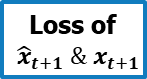 Loss of
x̂ₜ₊₁ & xₜ₊₁